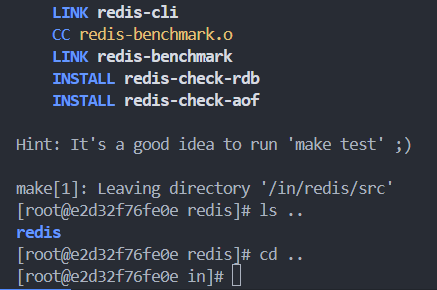 LINK redis-cli
CC redis-benchmark.o
LINK redis-benchmark
INSTALL redis-check-rdb
INSTALL redis-check-aof
Hint: It's a good idea to run 'make test' ;)
make[1]: Leaving directory '/in/redis/src'
[root@e2d32f76fe0e redis]# ls ..
redis
[root@e2d32f76fe0e redis]# cd ..
[root@e2d32f76fe0e in]#